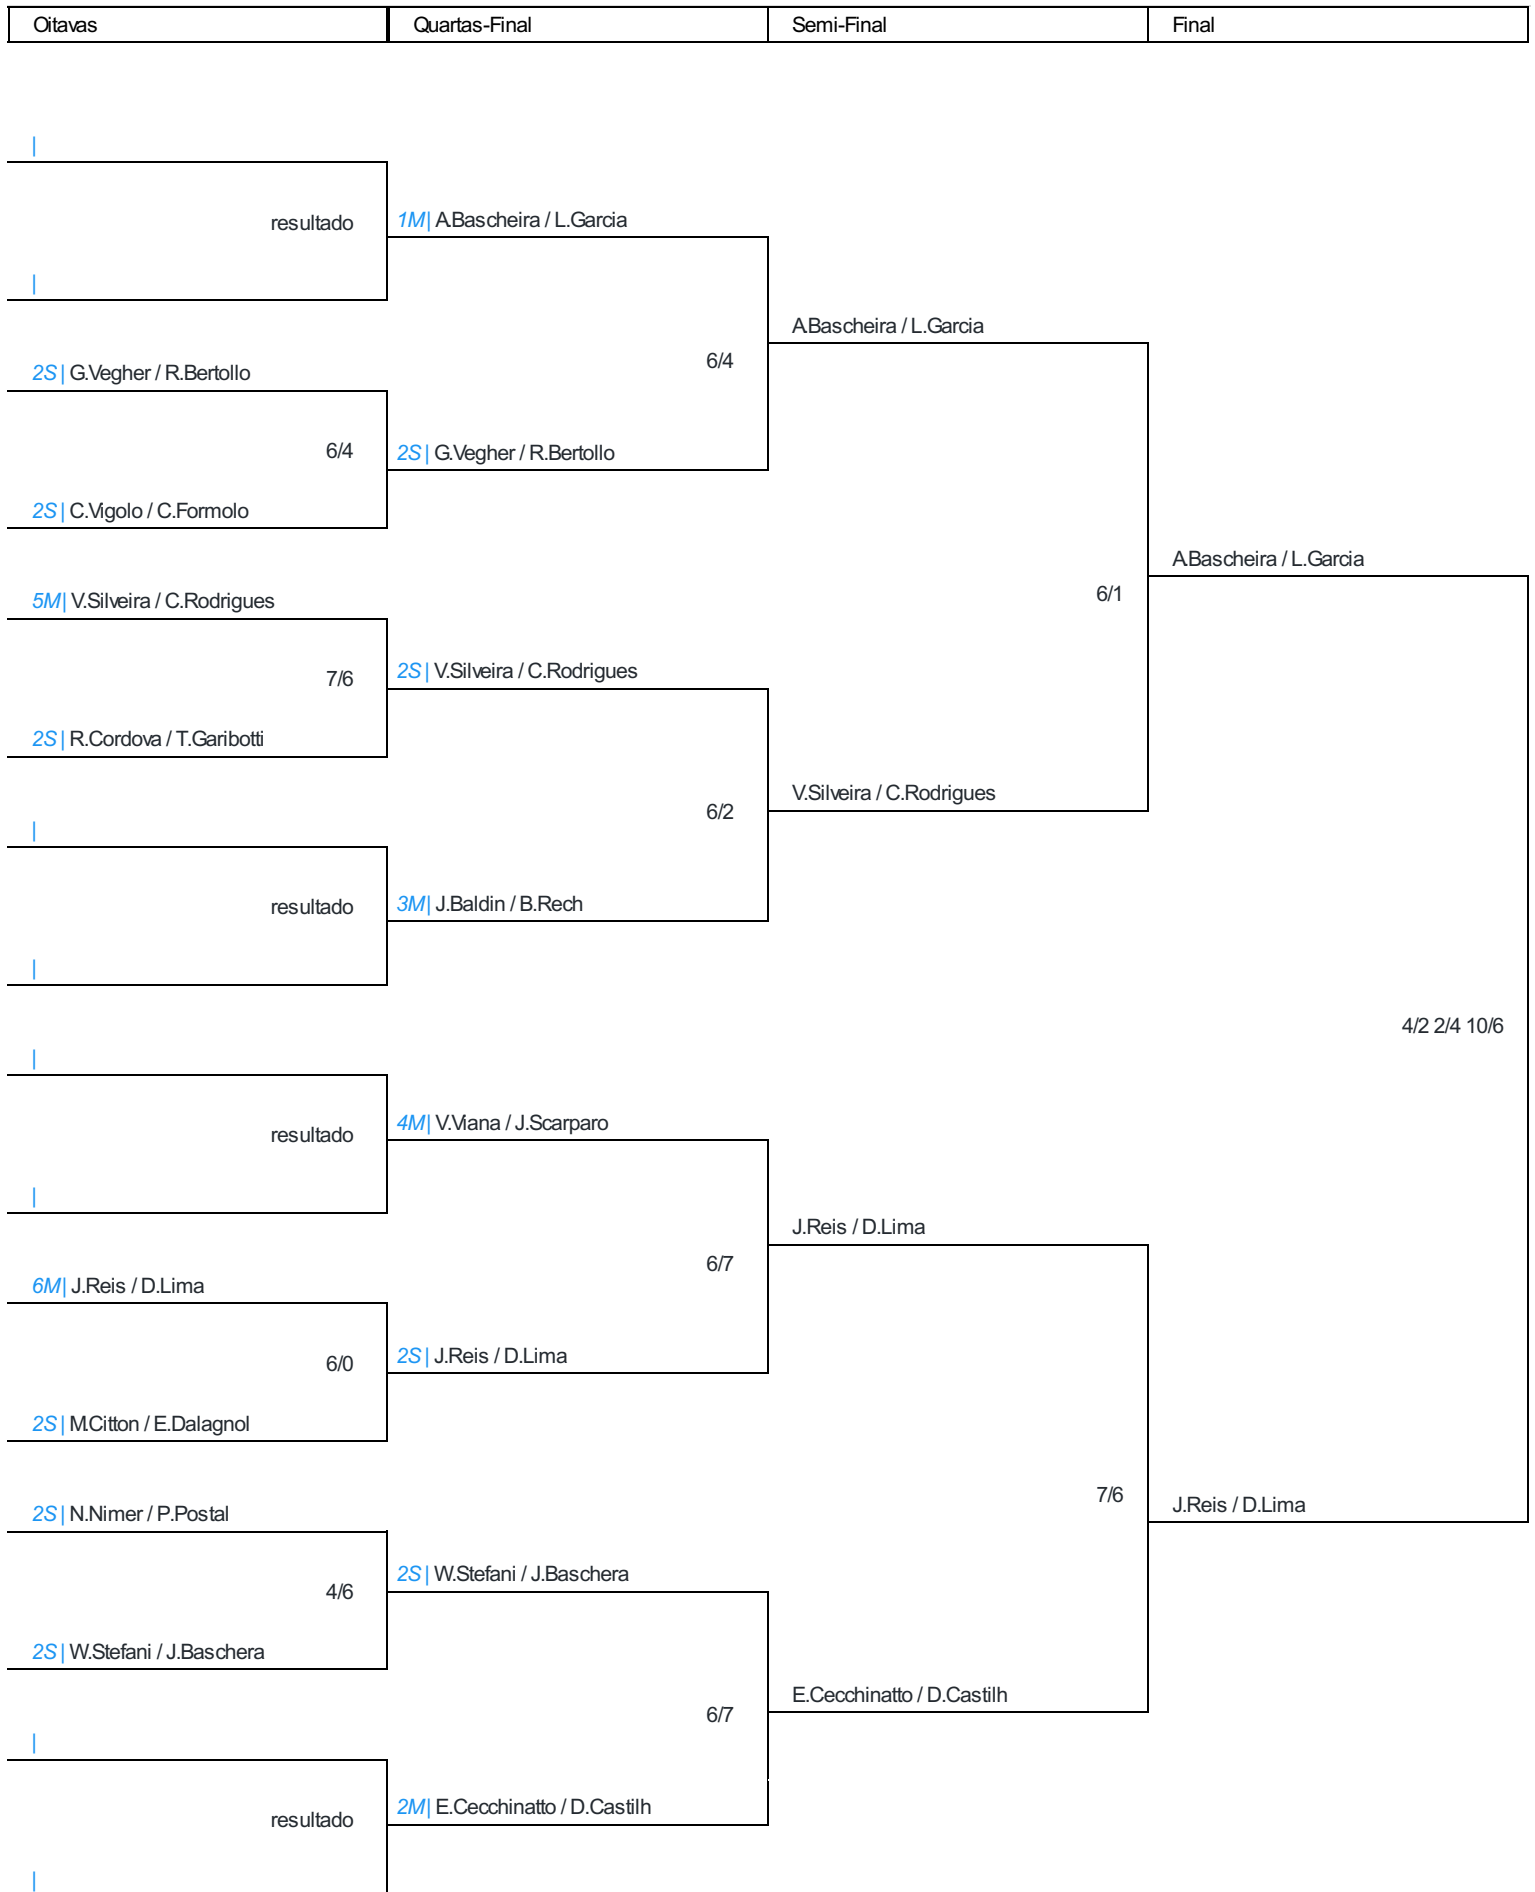 Oitavas Quartas-Final Semi-Final Final
|
resultado 1M| A.Bascheira / L.Garcia
|
A.Bascheira / L.Garcia
6/4
2S| G.Vegher / R.Bertollo
6/4 2S| G.Vegher / R.Bertollo
2S| C.Vigolo / C.Formolo
A.Bascheira / L.Garcia
6/1
5M| V.Silveira / C.Rodrigues
7/6 2S| V.Silveira / C.Rodrigues
2S| R.Cordova / T.Garibotti
V.Silveira / C.Rodrigues
6/2
|
resultado 3M| J.Baldin / B.Rech
|
4/2 2/4 10/6
|
resultado 4M| V.Viana / J.Scarparo
|
J.Reis / D.Lima
6/7
6M| J.Reis / D.Lima
6/0 2S| J.Reis / D.Lima
2S| M.Citton / E.Dalagnol
7/6 J.Reis / D.Lima
2S| N.Nimer / P.Postal
4/6 2S| W.Stefani / J.Baschera
2S| W.Stefani / J.Baschera
E.Cecchinatto / D.Castilh
6/7
|
resultado 2M| E.Cecchinatto / D.Castilh
|